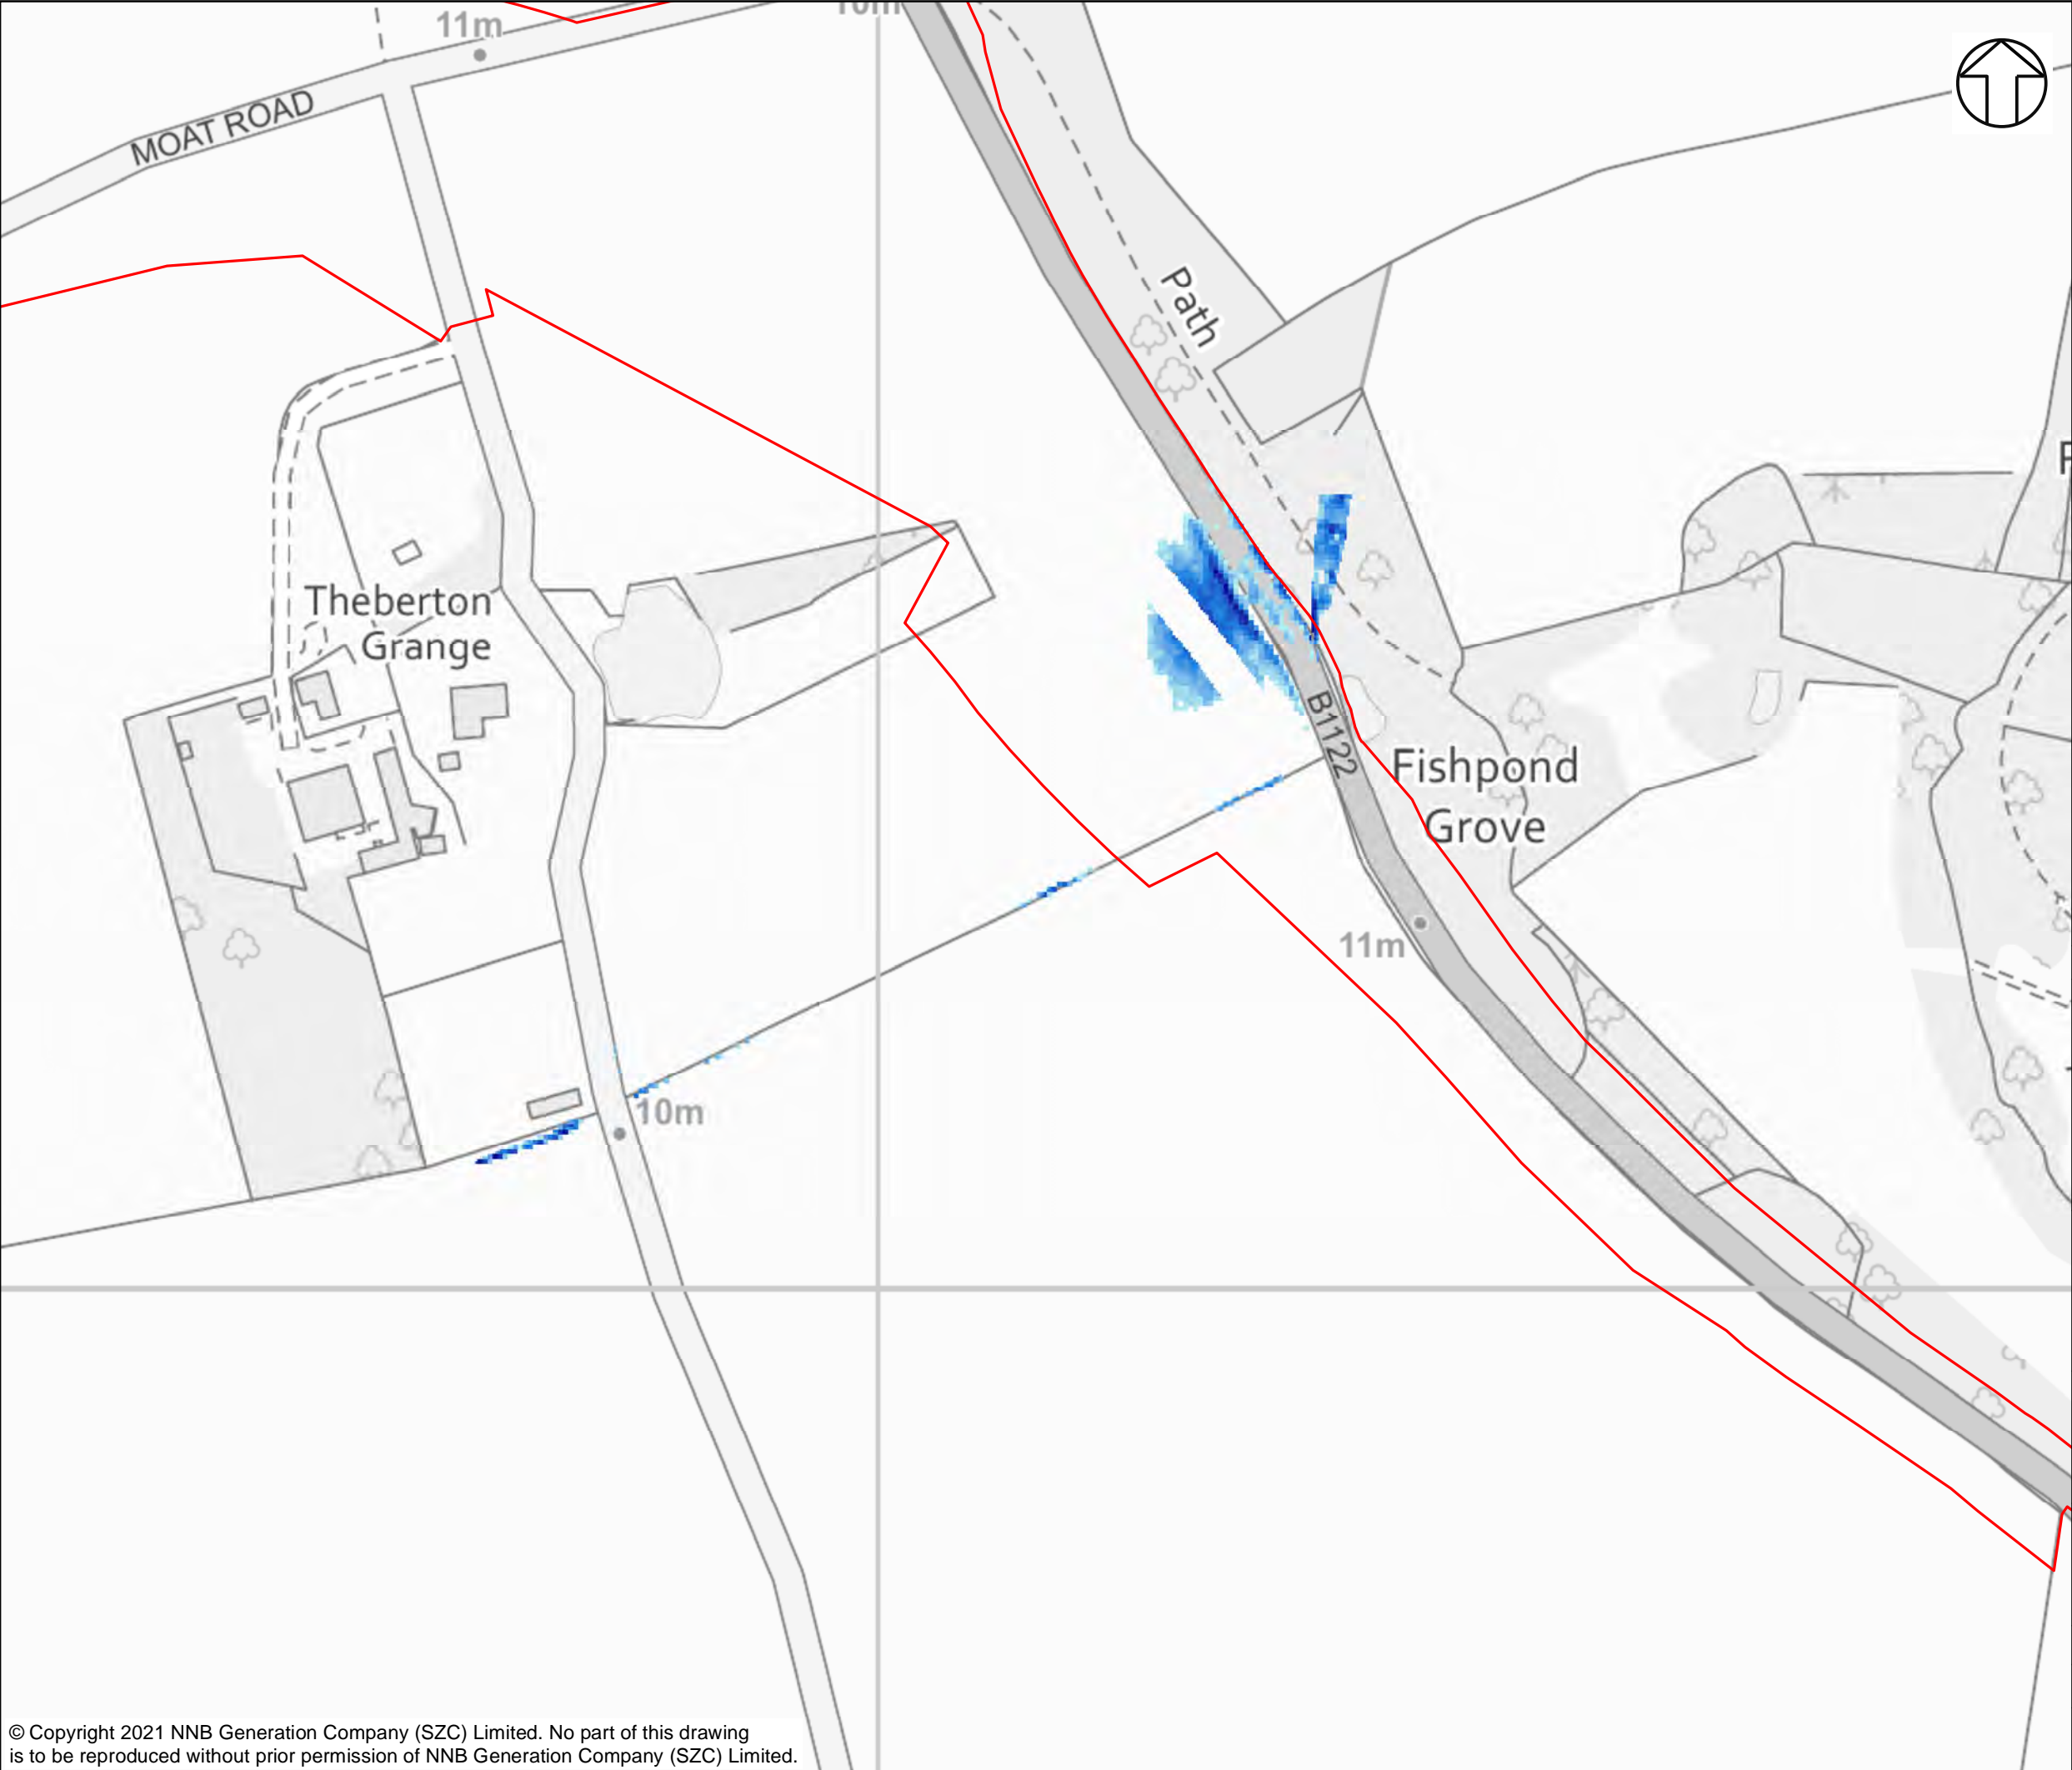 11m
10m
MOAT ROAD
Path
Theberton
Grange
B1122
Fishpond
Grove
11m
10m
© Copyright 2021 NNB Generation Company (SZC) Limited. No part of this drawing
is to be reproduced without prior permission of NNB Generation Company (SZC) Limited.